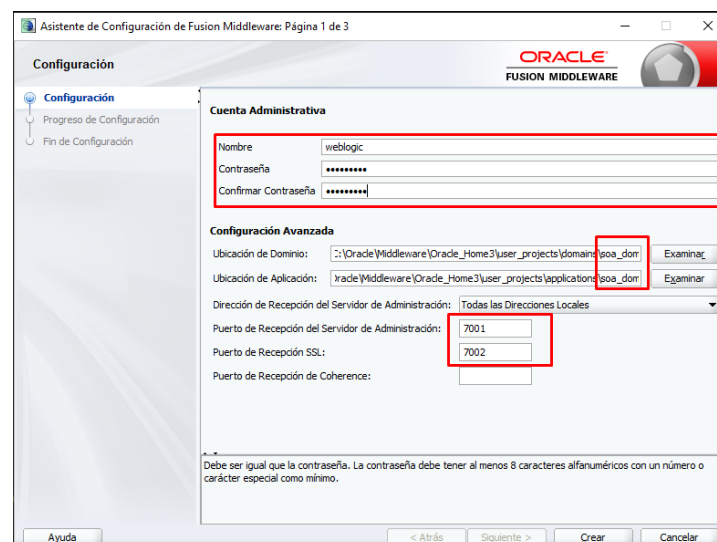 Asistente de Configuración de Fusion Middleware: Página 1 de 3
Configuración
ORACLE
FUSION MIDDLEWARE
Configuración
Progreso de Configuración
Fin de Configuración
Cuenta Administrativa
Nombre weblogic
Contraseña •••••••••
Confirmar Contraseña •••••••••
Configuración Avanzada
Ubicación de Dominio: :\Oracle\Middleware\Oracle_Home3\user_projects\domains\soa_dom Examinar
Ubicación de Aplicación: racle\Middleware\Oracle_Home3\user_projects\applications\soa_dom Examinar
Dirección de Recepción del Servidor de Administración: Todas las Direcciones Locales
Puerto de Recepción del Servidor de Administración: 7001
Puerto de Recepción SSL: 7002
Puerto de Recepción de Coherence:
Debe ser igual que la contraseña. La contraseña debe tener al menos 8 caracteres alfanuméricos con un número o
carácter especial como mínimo.
Ayuda < Atrás Siguiente > Crear Cancelar